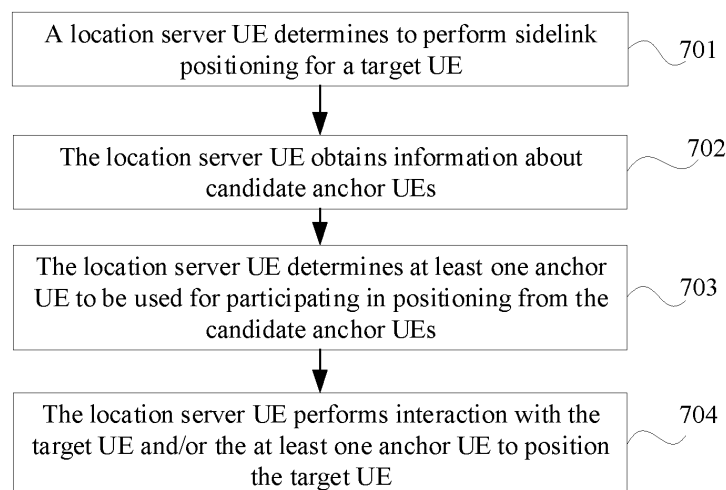 A location server UE determines to perform sidelink
positioning for a target UE
701
The location server UE obtains information about
candidate anchor UEs
702
The location server UE determines at least one anchor
UE to be used for participating in positioning from the
candidate anchor UEs
703
The location server UE performs interaction with the
target UE and/or the at least one anchor UE to position
the target UE
704